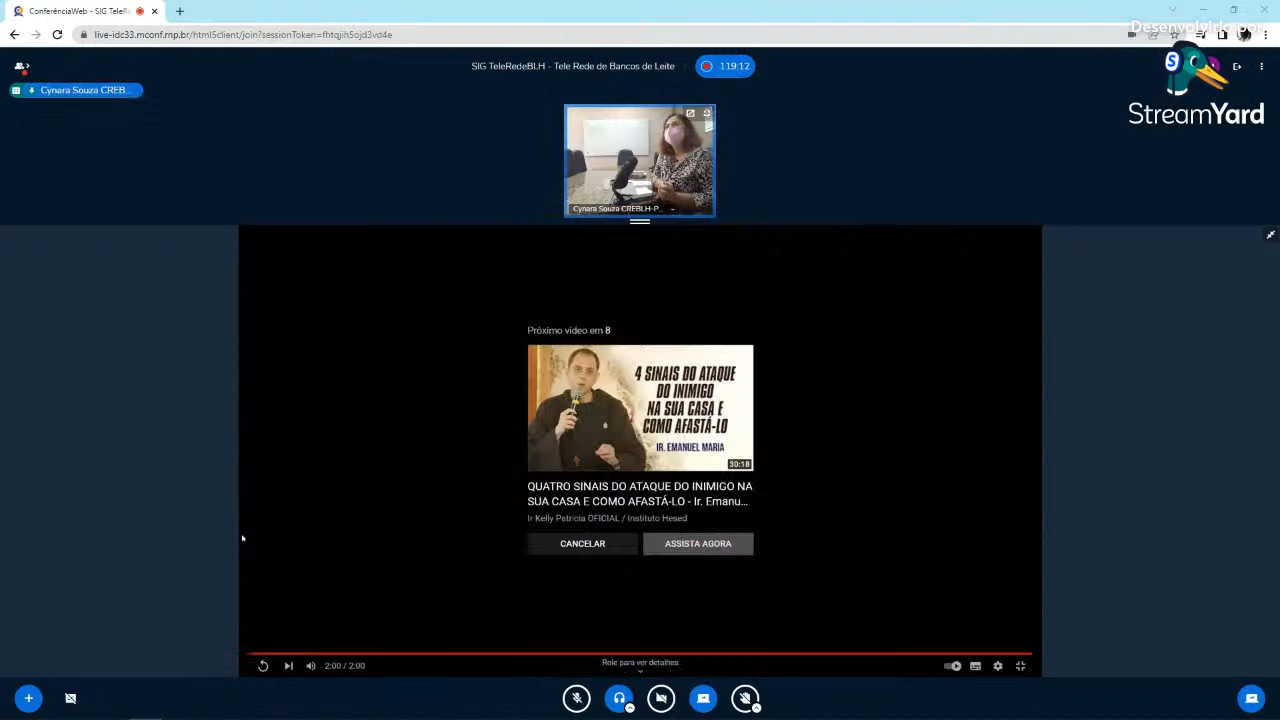 ConferênciaWeb - SIG TeleRe
live-idc33.mconf.rnp.br/html5client/join?sessionToken=fhtqjih5ojd3vd4e
Desenvolvido por
StreamYard
SIG TeleRedeBLH - Tele Rede de Bancos de Leite
119:12
Cynara Souza CREB...
Cynara Souza CREBLH-P...
Próximo vídeo em 8
4 SINAIS DO ATAQUE
DO INIMIGO
NA SUA CASA E
COMO AFASTÁ-LO
IR. EMANUEL MARIA
30:18
QUATRO SINAIS DO ATAQUE DO INIMIGO NA
SUA CASA E COMO AFASTÁ-LO - Ir. Emanu...
Ir Kelly Patricia OFICIAL / Instituto Hesed
CANCELAR
ASSISTA AGORA
2:00 / 2:00
Role para ver detalhes